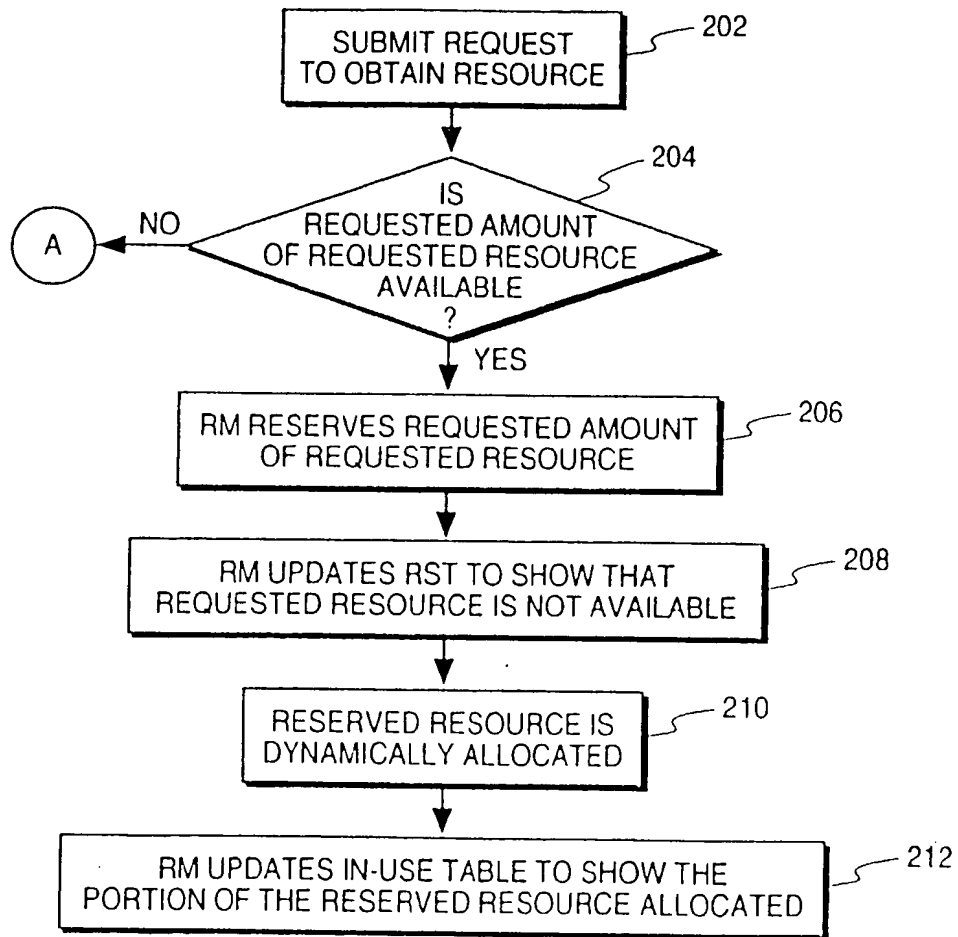 SUBMIT REQUEST
TO OBTAIN RESOURCE
202
204
IS
REQUESTED AMOUNT
OF REQUESTED RESOURCE
AVAILABLE
?
NO
A
YES
RM RESERVES REQUESTED AMOUNT
OF REQUESTED RESOURCE
206
RM UPDATES RST TO SHOW THAT
REQUESTED RESOURCE IS NOT AVAILABLE
208
RESERVED RESOURCE IS
DYNAMICALLY ALLOCATED
210
RM UPDATES IN-USE TABLE TO SHOW THE
PORTION OF THE RESERVED RESOURCE ALLOCATED
212